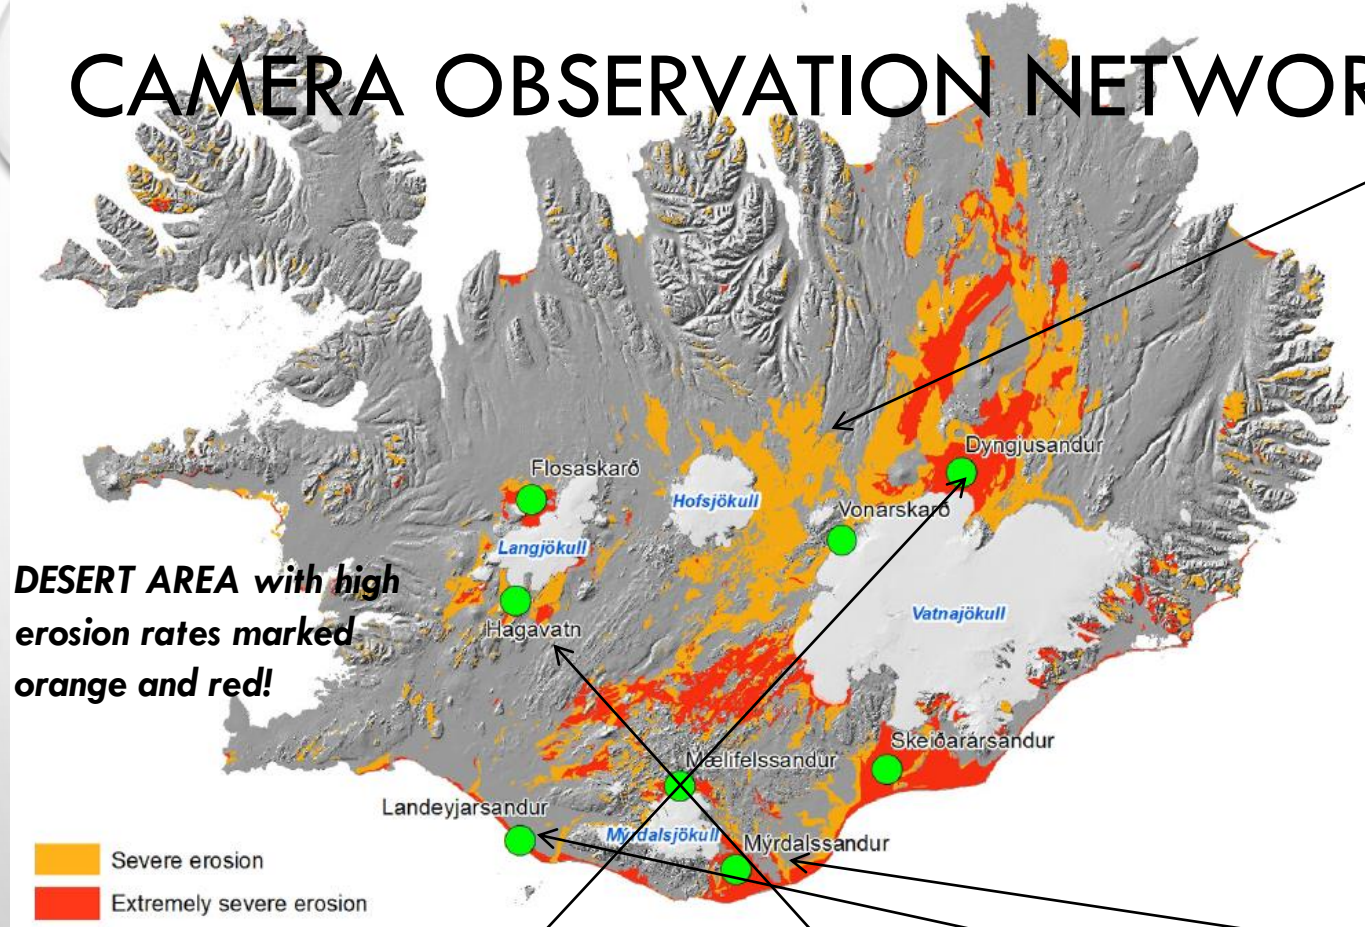 CAMERA OBSERVATION NETWOR
Dyngjusandur
Flosaskarð
Hofsjökull
Vonarskarð
Langjökull
DESERT AREA with high
erosion rates marked
orange and red!
Hagavatn
Vatnajökull
Skeiðarársandur
Mælifelssandur
Landeyjarsandur
Mýrdalsjökull
Mýrdalssandur
Severe erosion
Extremely severe erosion